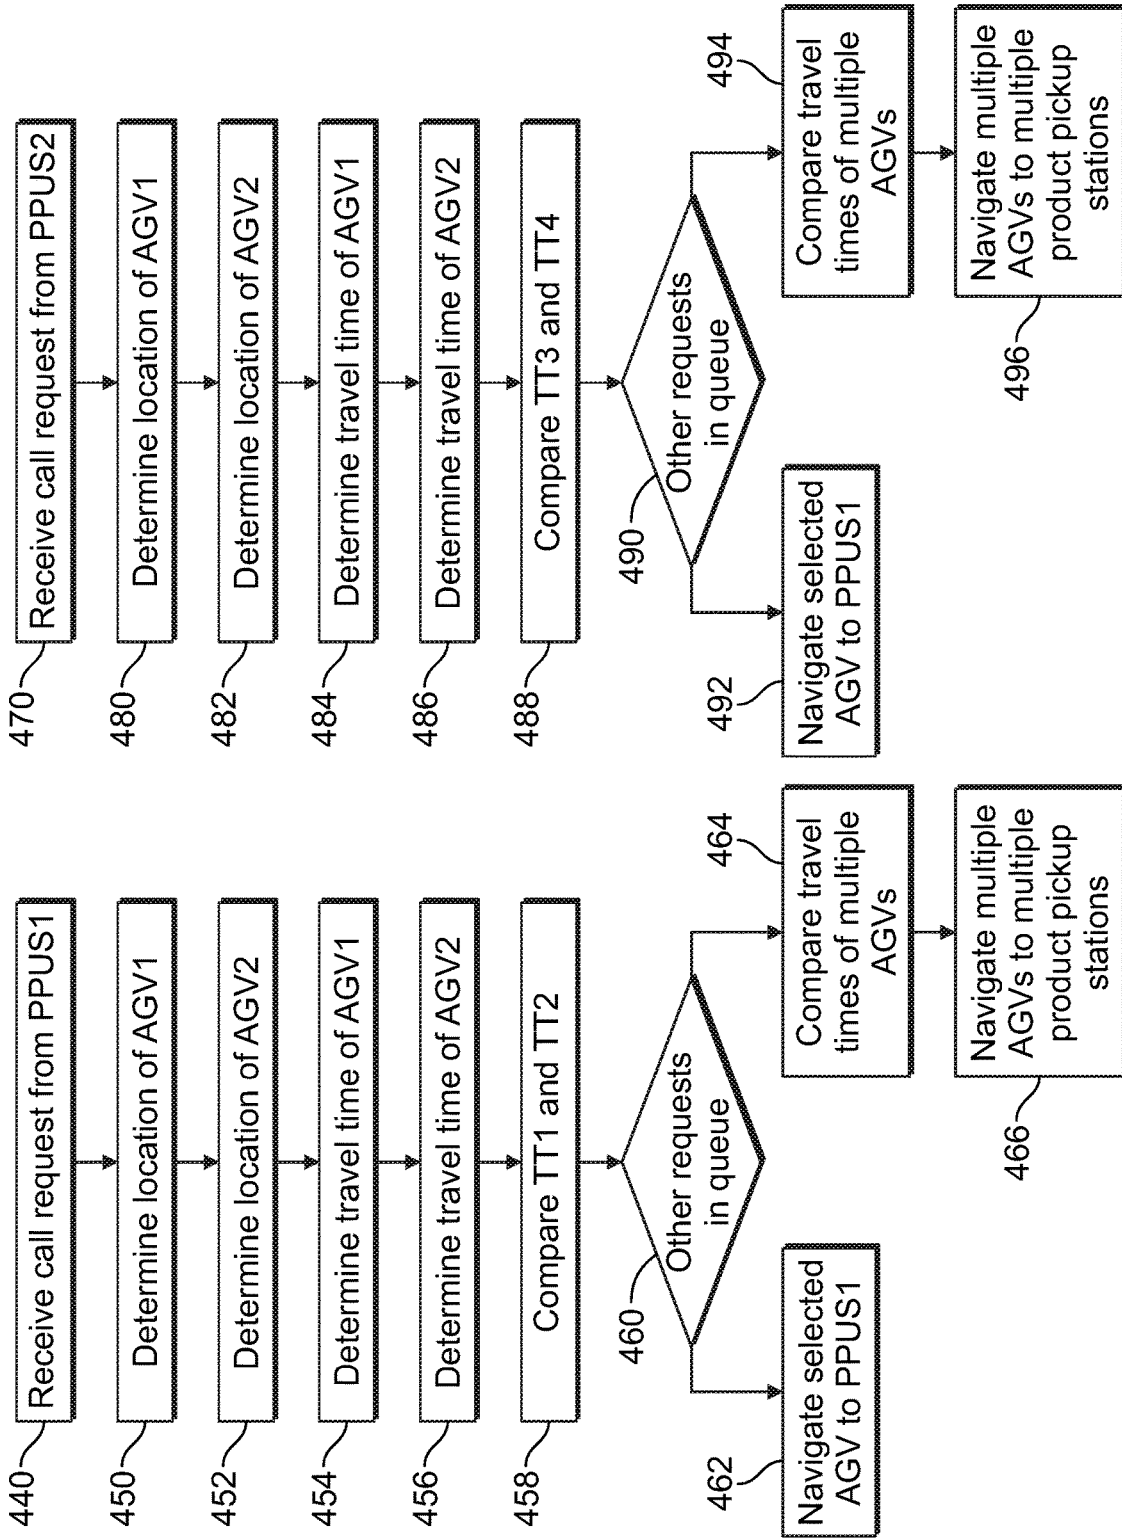 440
Receive call request from PPUS1
450
Determine location of AGV1
452
Determine location of AGV2
454
Determine travel time of AGV1
456
Determine travel time of AGV2
458
Compare TT1 and TT2
460
Other requests
in queue
462
Navigate selected
AGV to PPUS1
464
Compare travel
times of multiple
AGVs
466
Navigate multiple
AGVs to multiple
product pickup
stations
470
Receive call request from PPUS2
480
Determine location of AGV1
482
Determine location of AGV2
484
Determine travel time of AGV1
486
Determine travel time of AGV2
488
Compare TT3 and TT4
490
Other requests
in queue
492
Navigate selected
AGV to PPUS1
494
Compare travel
times of multiple
AGVs
496
Navigate multiple
AGVs to multiple
product pickup
stations